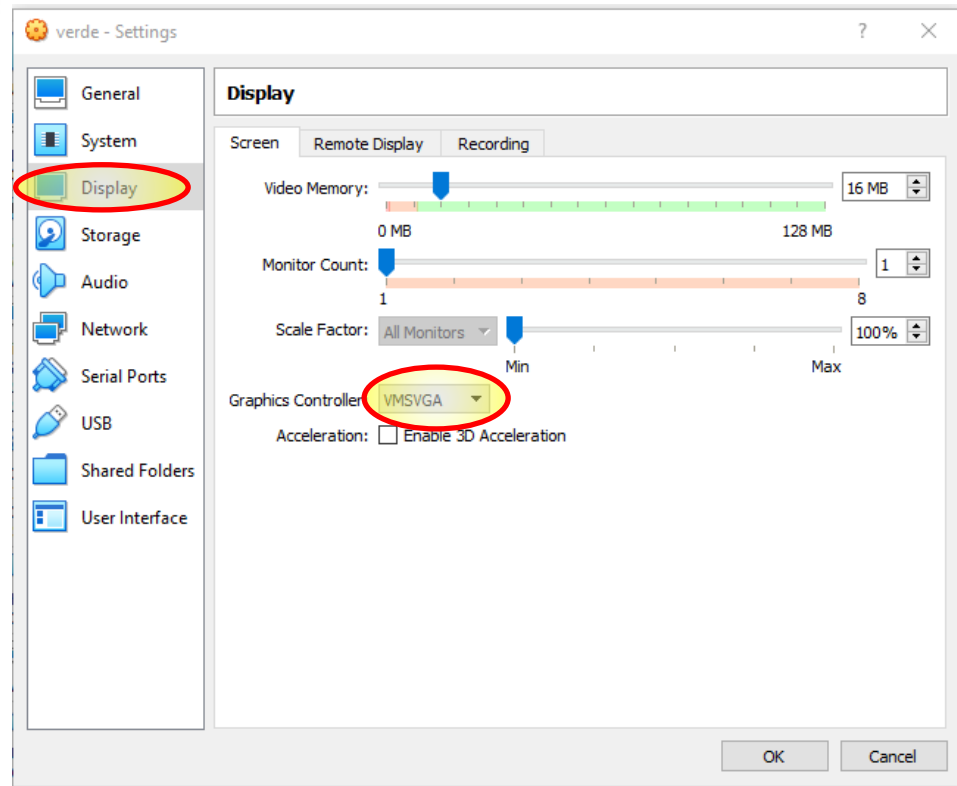 verde - Settings ?
General
System
Display
Storage
Audio
Network
Serial Ports
USB
Shared Folders
User Interface
Display
Screen Remote Display Recording
Video Memory: 16 MB
0 MB 128 MB
Monitor Count: 1
1 8
Scale Factor: All Monitors 100%
Min Max
Graphics Controller VMSVGA
Acceleration: Enable 3D Acceleration
OK Cancel